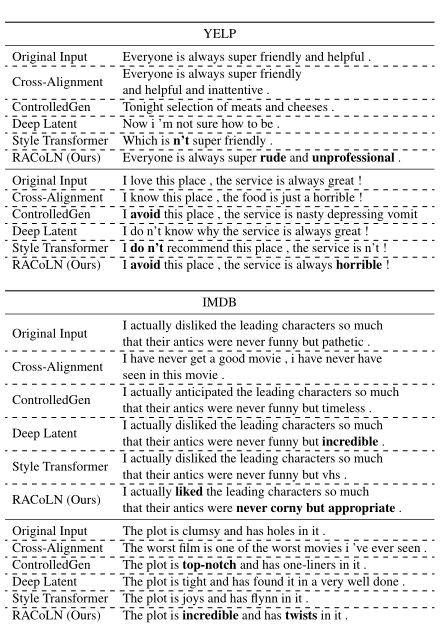 YELP
Original Input Everyone is always super friendly and helpful .
Cross-Alignment Everyone is always super friendly
and helpful and inattentive .
ControlledGen Tonight selection of meats and cheeses .
Deep Latent Now i 'm not sure how to be .
Style Transformer Which is n't super friendly .
RACoLN (Ours) Everyone is always super rude and unprofessional .
Original Input I love this place , the service is always great !
Cross-Alignment I know this place , the food is just a horrible !
ControlledGen I avoid this place , the service is nasty depressing vomit
Deep Latent I do n't know why the service is always great !
Style Transformer I do n't recommend this place , the service is n't !
RACoLN (Ours) I avoid this place , the service is always horrible !
IMDB
Original Input I actually disliked the leading characters so much
that their antics were never funny but pathetic .
Cross-Alignment I have never get a good movie , i have never have
seen in this movie .
ControlledGen I actually anticipated the leading characters so much
that their antics were never funny but timeless .
Deep Latent I actually disliked the leading characters so much
that their antics were never funny but incredible .
Style Transformer I actually disliked the leading characters so much
that their antics were never funny but vhs .
RACoLN (Ours) I actually liked the leading characters so much
that their antics were never corny but appropriate .
Original Input The plot is clumsy and has holes in it .
Cross-Alignment The worst film is one of the worst movies i 've ever seen .
ControlledGen The plot is top-notch and has one-liners in it .
Deep Latent The plot is tight and has found it in a very well done .
Style Transformer The plot is joys and has flynn in it .
RACoLN (Ours) The plot is incredible and has twists in it .